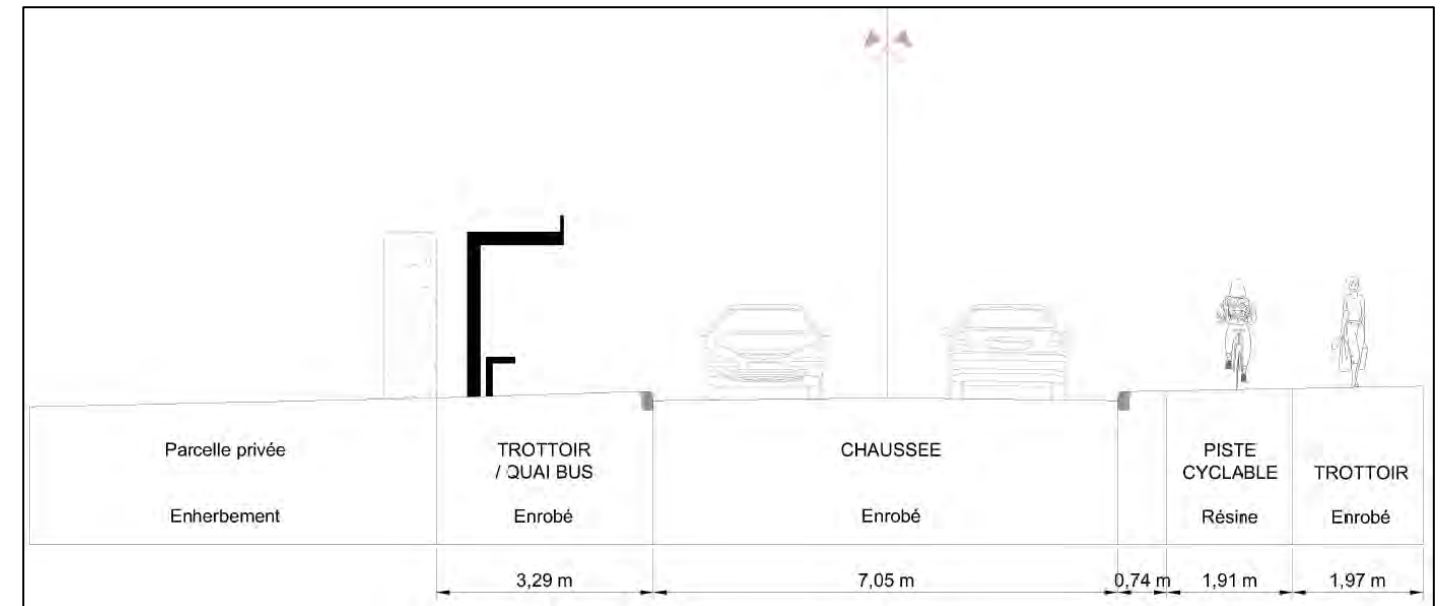 Parcelle privée
Enherbement
TROTTOIR
/ QUAI BUS
Enrobé
CHAUSSEE
Enrobé
PISTE
CYCLABLE
Résine
TROTTOIR
Enrobé
3,29 m
7,05 m
0,74 m
1,91 m
1,97 m